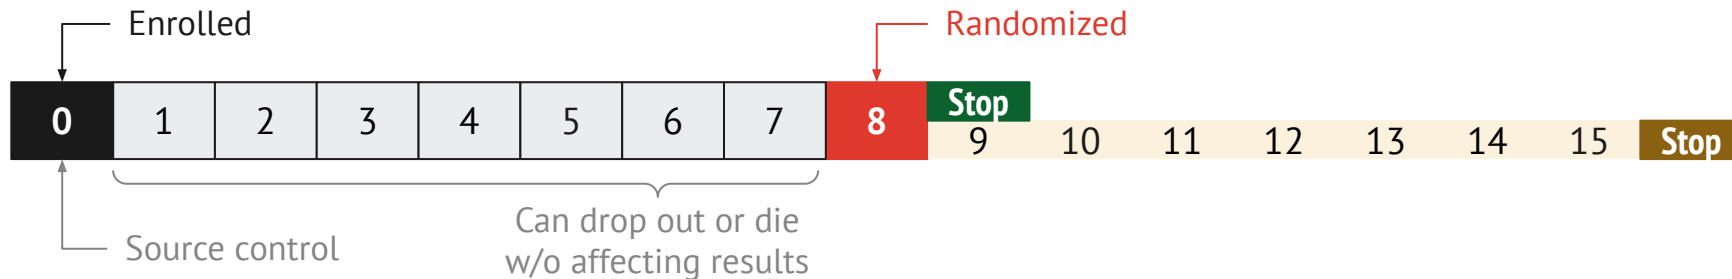 Enrolled
Randomized
0 1 2 3 4 5 6 7 8 Stop
9 10 11 12 13 14 15 Stop
Source control
Can drop out or die
w/o affecting results